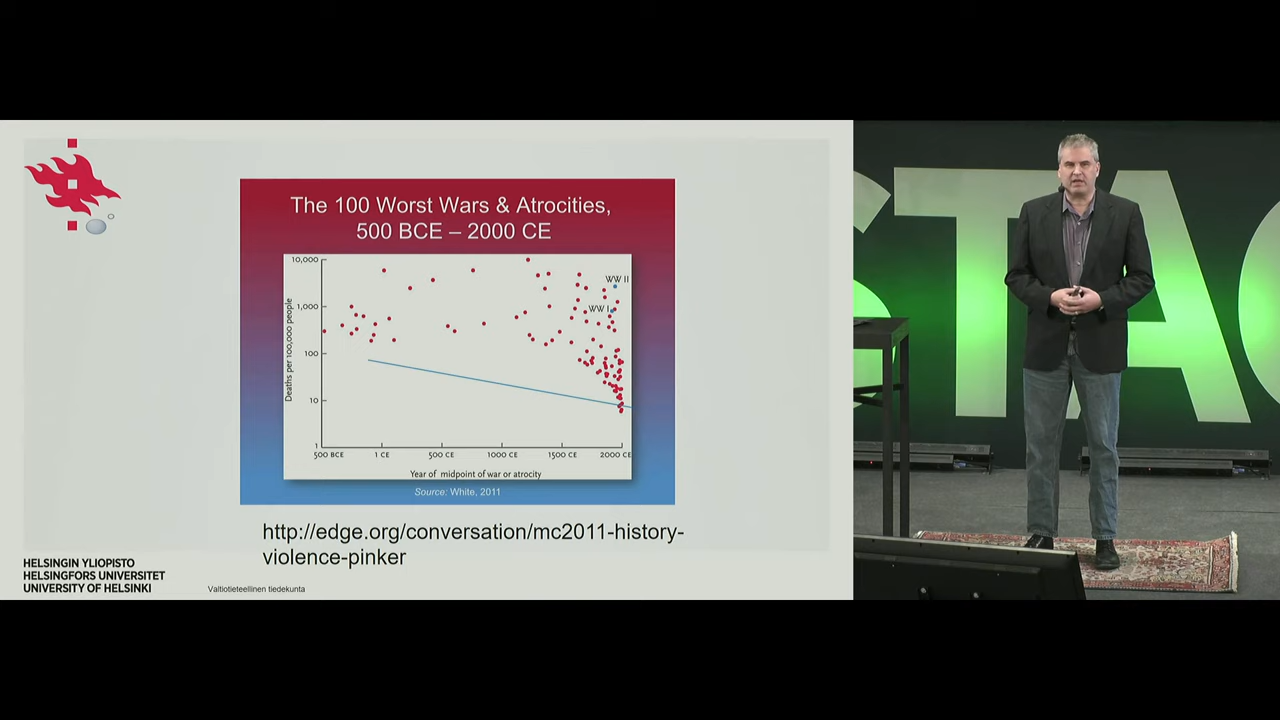 The 100 Worst Wars & Atrocities,
500 BCE – 2000 CE
10,000
1,000
100
10
1
Deaths per 100,000 people
WW II
WW I
500 BCE 1 CE 500 CE 1000 CE 1500 CE 2000 CE
Year of midpoint of war or atrocity
Source: White, 2011
http://edge.org/conversation/mc2011-history-
violence-pinker
HELSINGIN YLIOPISTO
HELSINGFORS UNIVERSITET
UNIVERSITY OF HELSINKI
Valtiotieteellinen tiedekunta
STAC